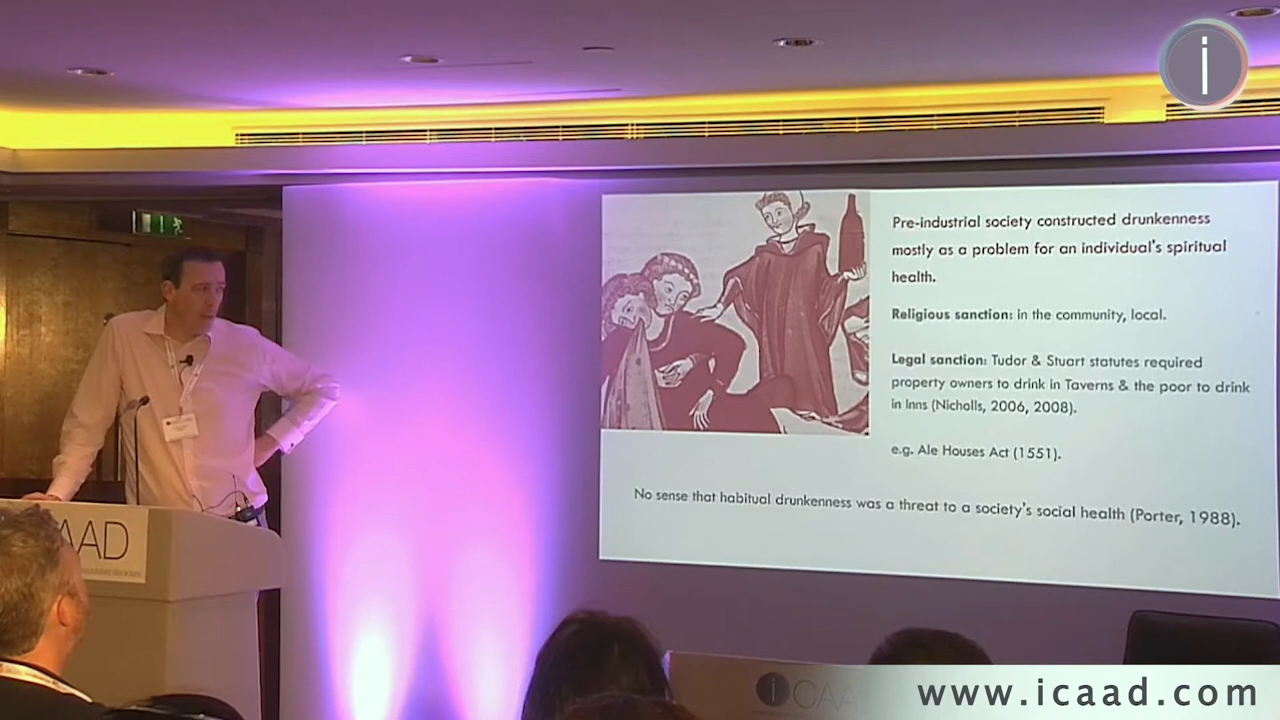 i
Pre-industrial society constructed drunkenness
mostly as a problem for an individual's spiritual
health.
Religious sanction: in the community, local.
Legal sanction: Tudor & Stuart statutes required
property owners to drink in Taverns & the poor to drink
in Inns (Nicholls, 2006, 2008).
e.g. Ale Houses Act (1551).
No sense that habitual drunkenness was a threat to a society's social health (Porter, 1988).
CAAD
iCAA
www.icaad.com